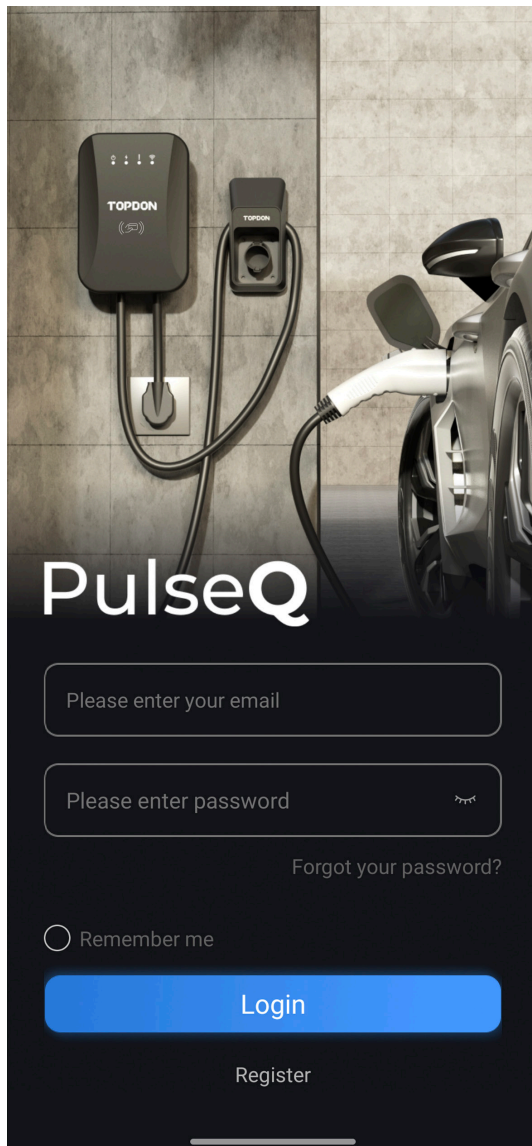 TOPDON
TOPDON
PulseQ
Please enter your email
Please enter password
Forgot your password?
Remember me
Login
Register